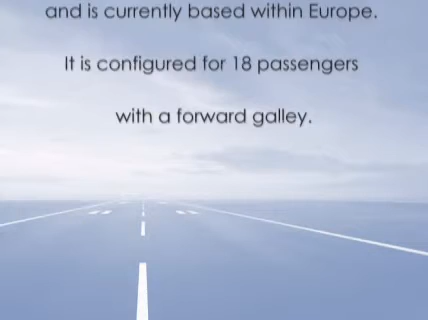 and is currently based within Europe.
It is configured for 18 passengers
with a forward galley.